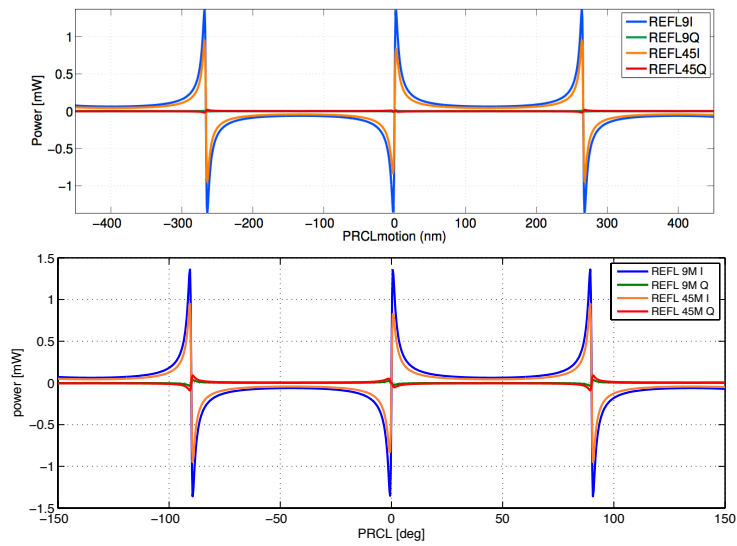 1
0.5
0
−0.5
−1
Power [mW]
REFL9I
REFL9Q
REFL45I
REFL45Q
−400 −300 −200 −100 0 100 200 300 400
PRCLmotion (nm)
1.5
1
0.5
0
−0.5
−1
−1.5
power [mW]
REFL 9M I
REFL 9M Q
REFL 45M I
REFL 45M Q
−150 −100 −50 0 50 100 150
PRCL [deg]